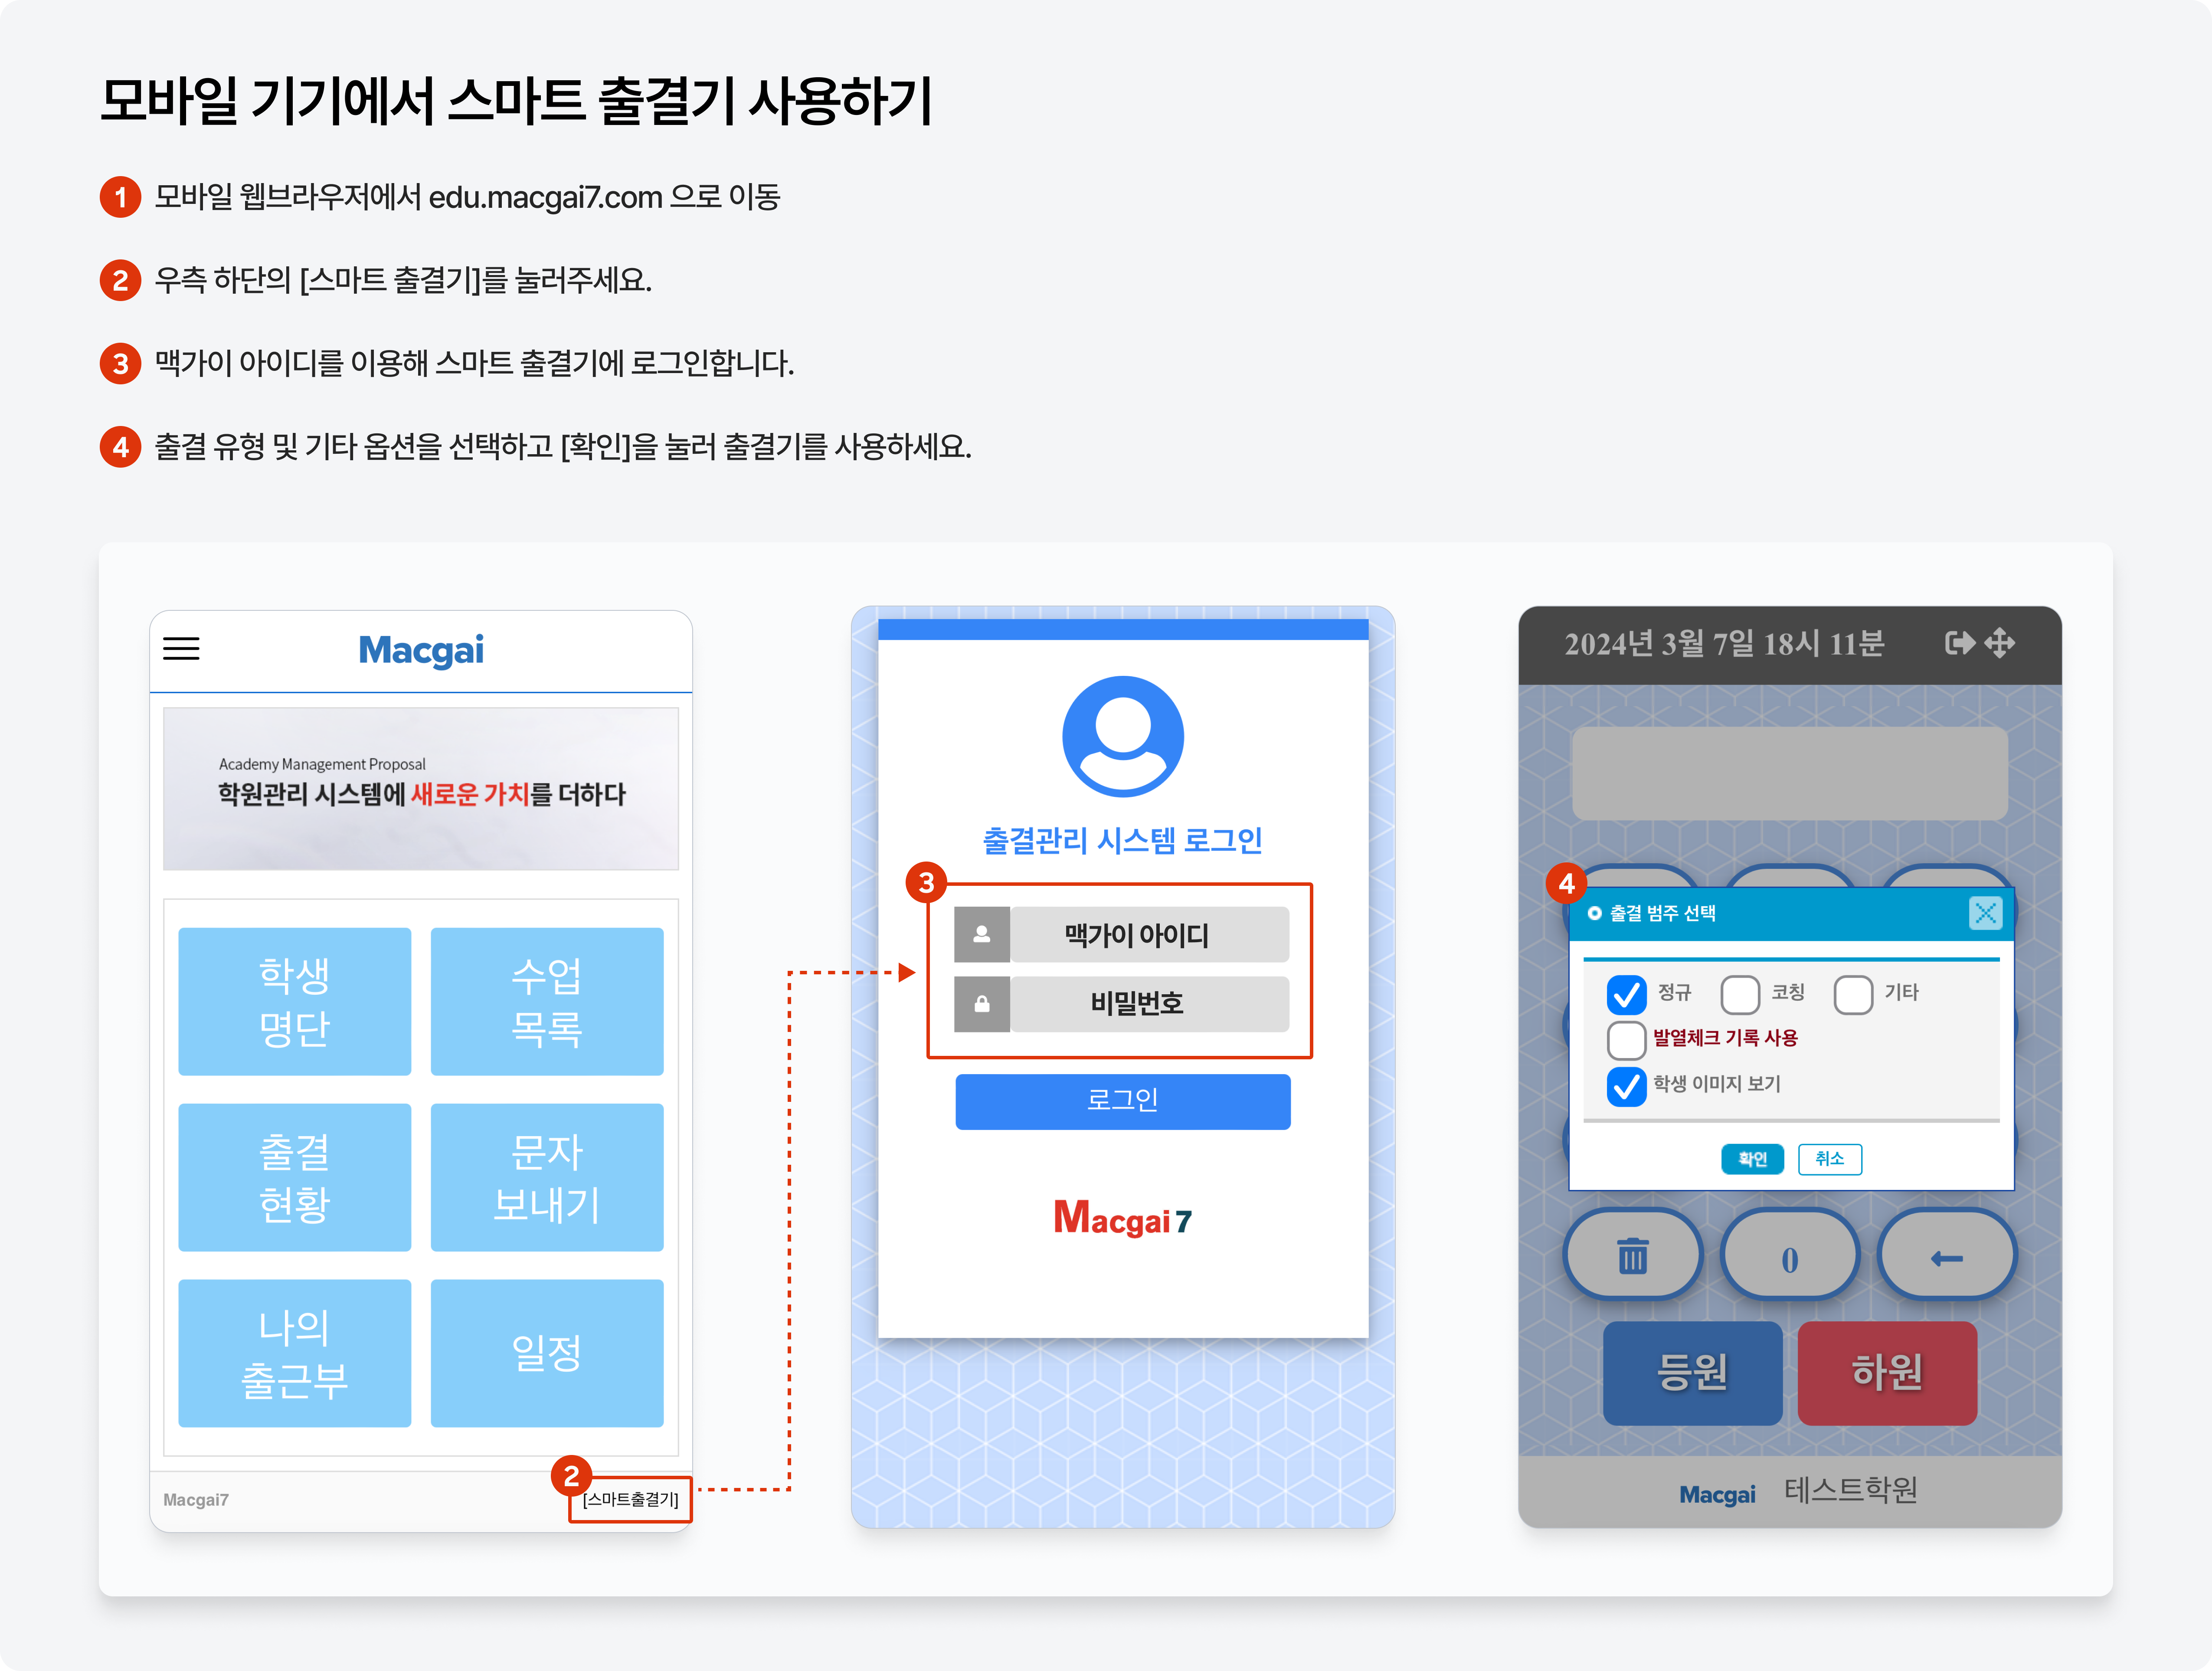 모바일 기기에서 스마트 출결기 사용하기
1 모바일 웹브라우저에서 edu.macgai7.com 으로 이동
2 우측 하단의 [스마트 출결기]를 눌러주세요.
3 맥가이 아이디를 이용해 스마트 출결기에 로그인합니다.
4 출결 유형 및 기타 옵션을 선택하고 [확인]을 눌러 출결기를 사용하세요.
Macgai
Academy Management Proposal
학원관리 시스템에 새로운 가치를 더하다
학생
명단
수업
목록
출결
현황
문자
보내기
나의
출근부
일정
2
Macgai7
[스마트출결기]
출결관리 시스템 로그인
3
맥가이 아이디
비밀번호
로그인
Macgai 7
2024년 3월 7일 18시 11분
4
출결 범주 선택
정규 코칭 기타
발열체크 기록 사용
학생 이미지 보기
확인 취소
0
등원 하원
Macgai 테스트학원